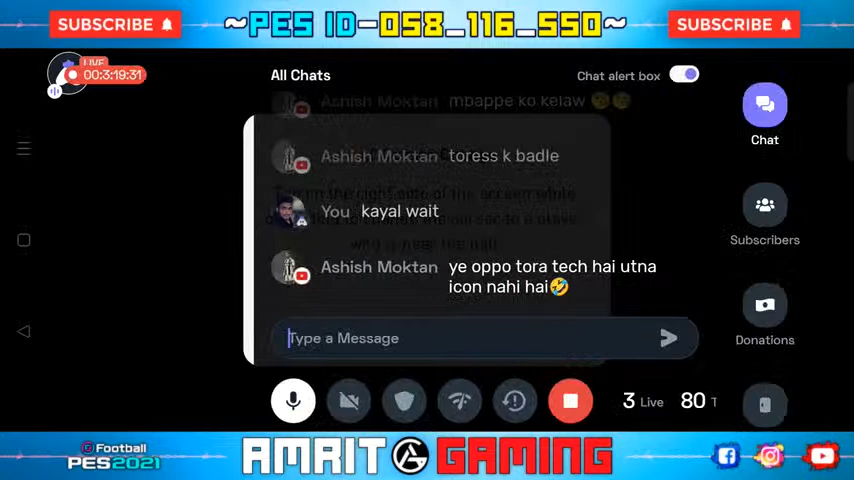 SUBSCRIBE
~PES ID-058_116_550~
SUBSCRIBE
LIVE
00:3:19:31
All Chats
Chat alert box
Ashish Moktan mbappe ko kelaw
Chat
Ashish Moktan toress k badle
You kayal wait
Subscribers
Ashish Moktan ye oppo tora tech hai utna
icon nahi hai🤣
Type a Message
Donations
3 Live 80 T
eFootball
PES2021
AMRIT GAMING